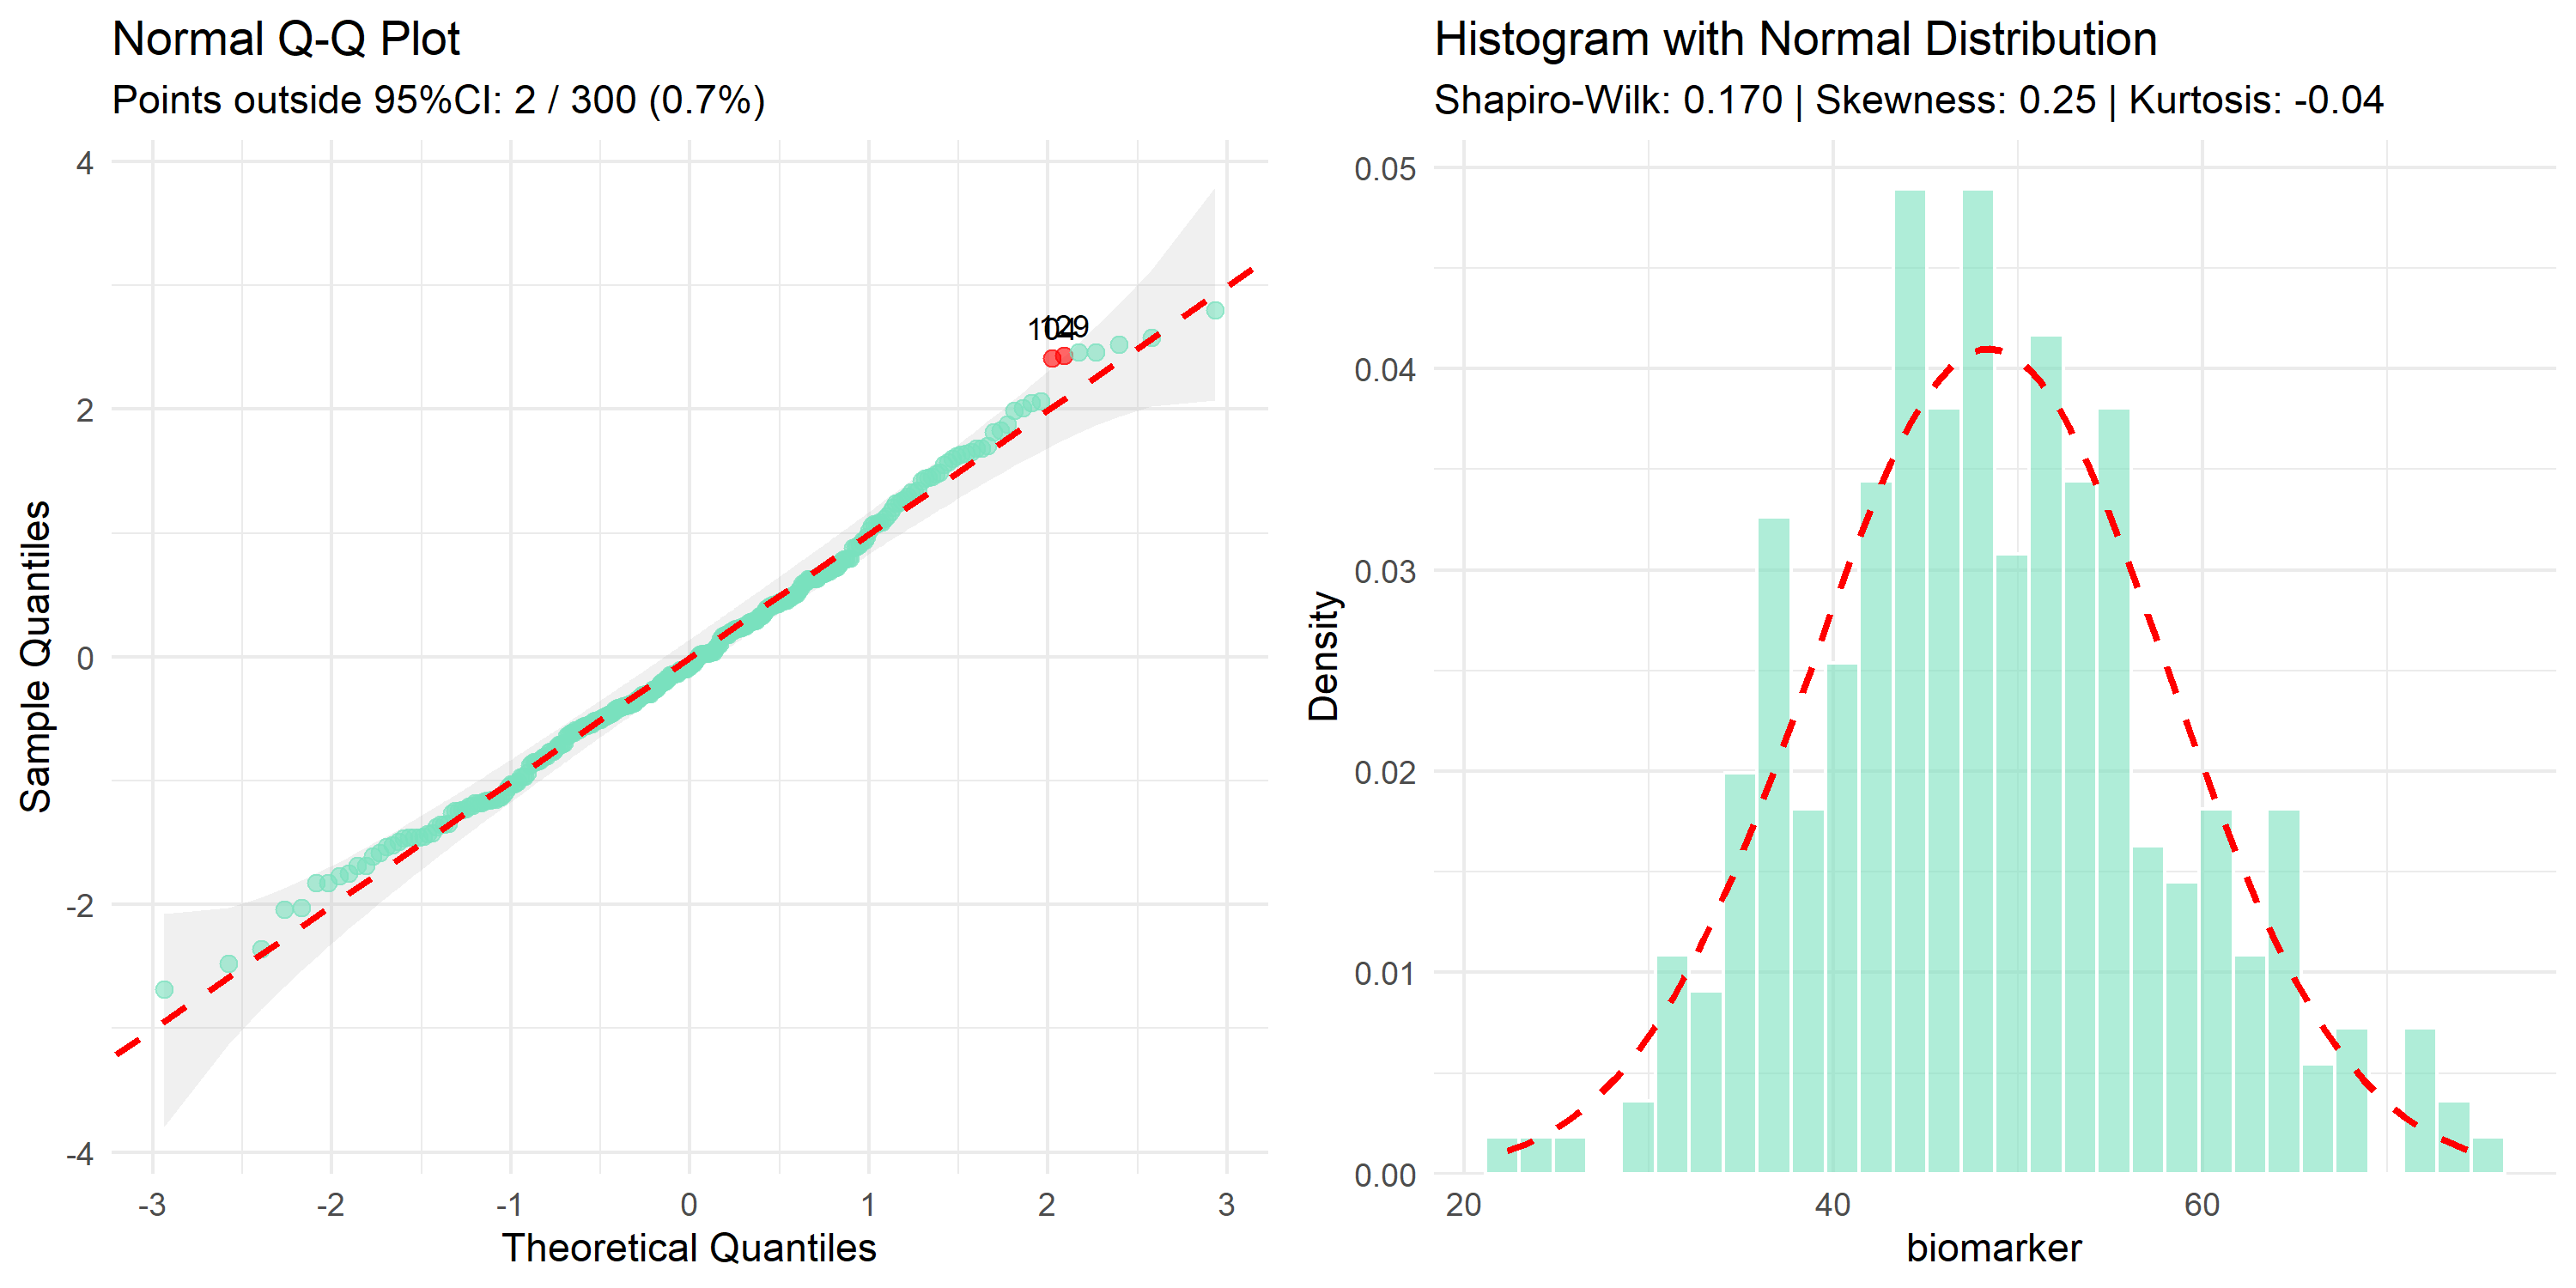 Normal Q-Q Plot
Points outside 95%CI: 2 / 300 (0.7%)
4
2
0
-2
-4
Sample Quantiles
104
129
-3 -2 -1 0 1 2 3
Theoretical Quantiles
Histogram with Normal Distribution
Shapiro-Wilk: 0.170 | Skewness: 0.25 | Kurtosis: -0.04
0.05
0.04
0.03
0.02
0.01
0.00
Density
20 40 60
biomarker